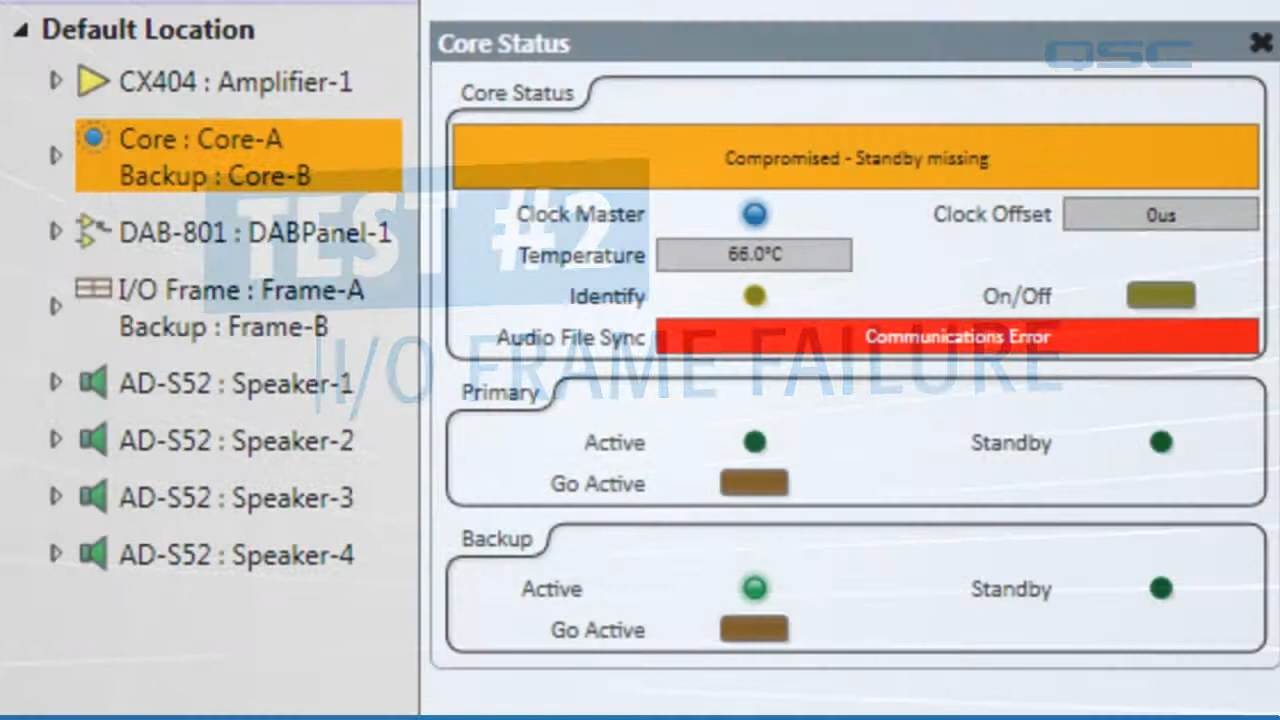 Default Location
CX404 : Amplifier-1
Core : Core-A
Backup : Core-B
DAB-801 : DABPanel-1
I/O Frame : Frame-A
Backup : Frame-B
AD-S52 : Speaker-1
AD-S52 : Speaker-2
AD-S52 : Speaker-3
AD-S52 : Speaker-4
TEST #2
I/O FRAME FAILURE
Core Status
QSC
Core Status
Compromised - Standby missing
Clock Master
Clock Offset 0us
Temperature 66.0°C
Identify
On/Off
Audio File Sync Communications Error
Primary
Active
Standby
Go Active
Backup
Active
Standby
Go Active